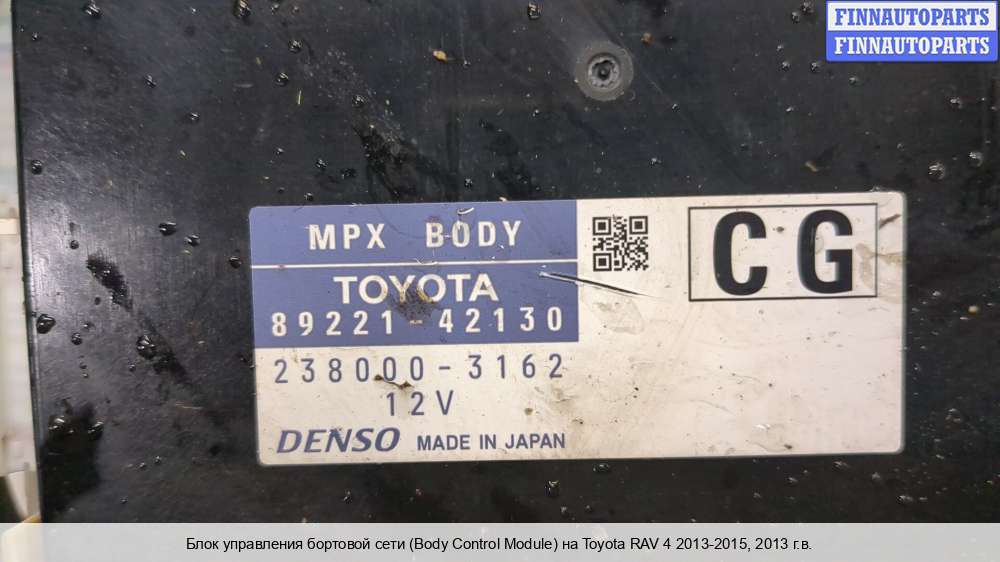 FINNAUTOPARTS
FINNAUTOPARTS
MPX BODY
TOYOTA
89221-42130
CG
238000-3162
12V
DENSO MADE IN JAPAN
Блок управления бортовой сети (Body Control Module) на Toyota RAV 4 2013-2015, 2013 г.в.